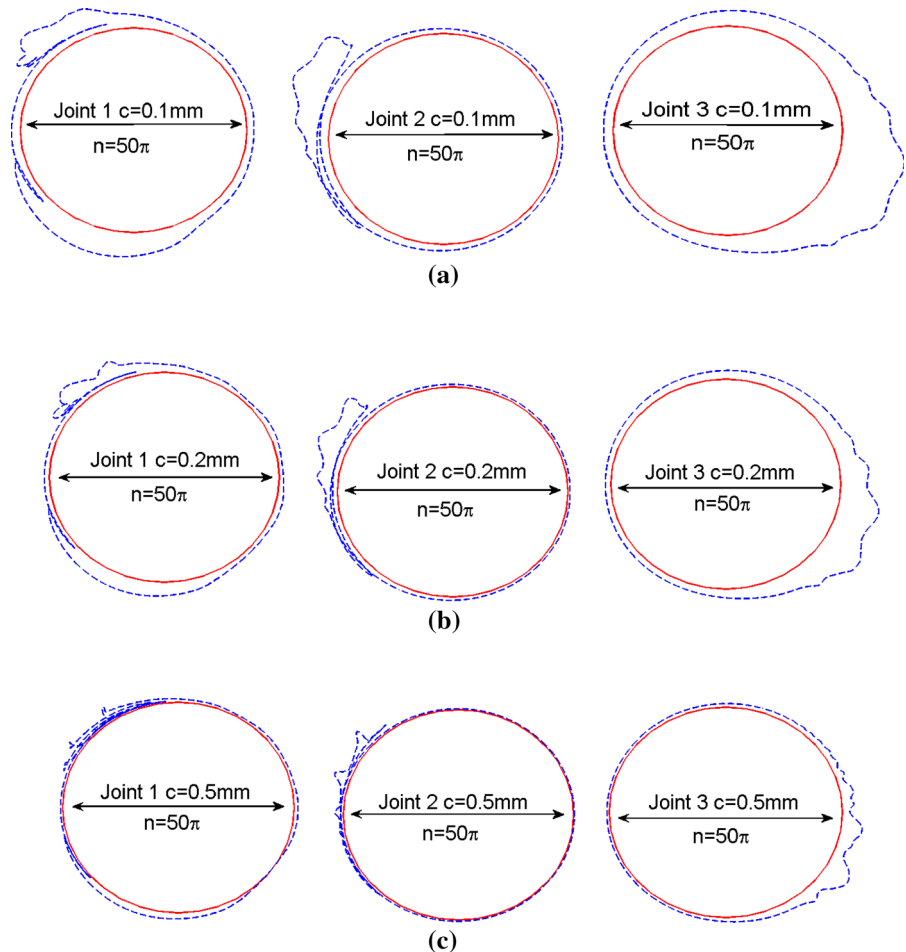 Joint 1 c=0.1mm
n=50π
Joint 2 c=0.1mm
n=50π
Joint 3 c=0.1mm
n=50π
(a)
Joint 1 c=0.2mm
n=50π
Joint 2 c=0.2mm
n=50π
Joint 3 c=0.2mm
n=50π
(b)
Joint 1 c=0.5mm
n=50π
Joint 2 c=0.5mm
n=50π
Joint 3 c=0.5mm
n=50π
(c)